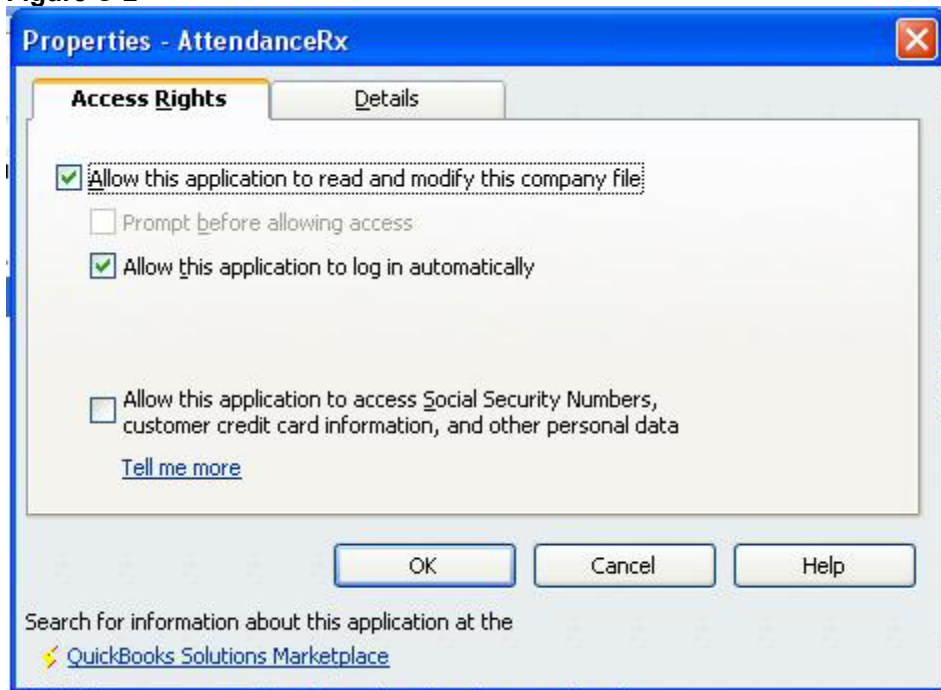 Properties - AttendanceRx
Access Rights
Details
Allow this application to read and modify this company file
Prompt before allowing access
Allow this application to log in automatically
Allow this application to access Social Security Numbers,
customer credit card information, and other personal data
Tell me more
OK
Cancel
Help
Search for information about this application at the
QuickBooks Solutions Marketplace